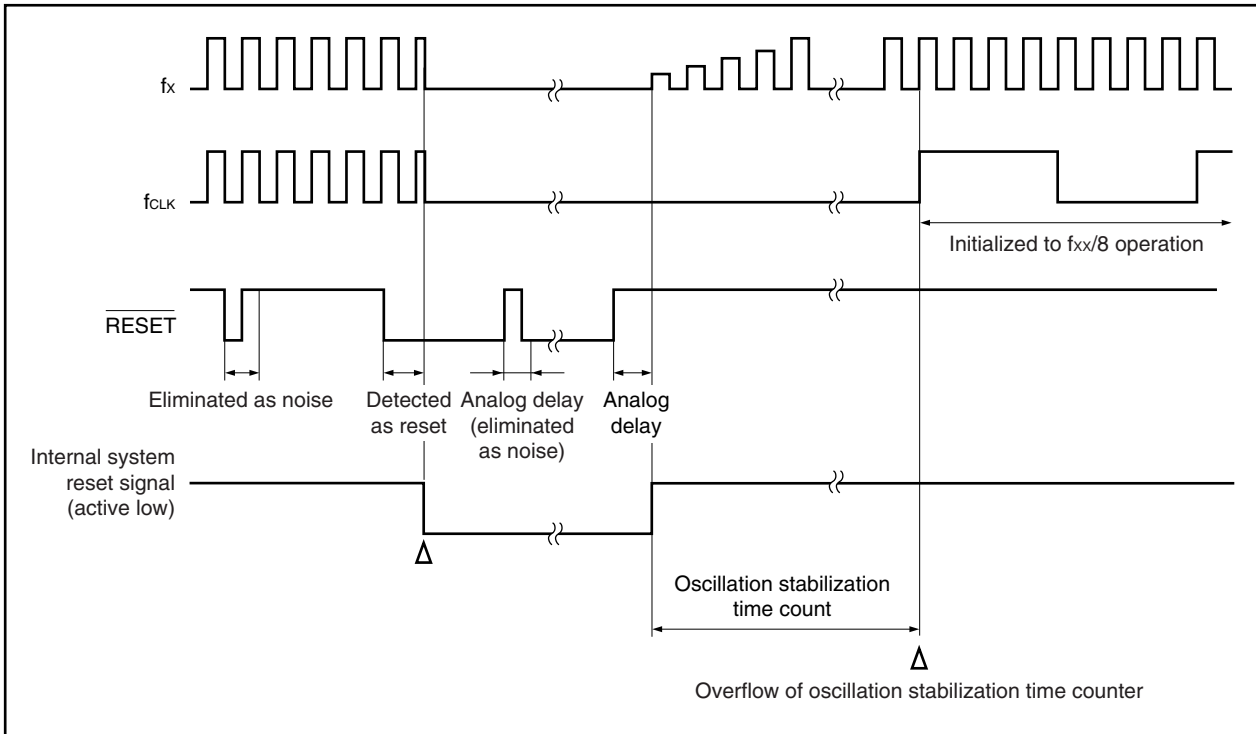 fX
fCLK
Initialized to fXX/8 operation
RESET
Eliminated as noise
Detected
as reset
Analog delay
(eliminated
as noise)
Analog
delay
Internal system
reset signal
(active low)
Oscillation stabilization
time count
Overflow of oscillation stabilization time counter